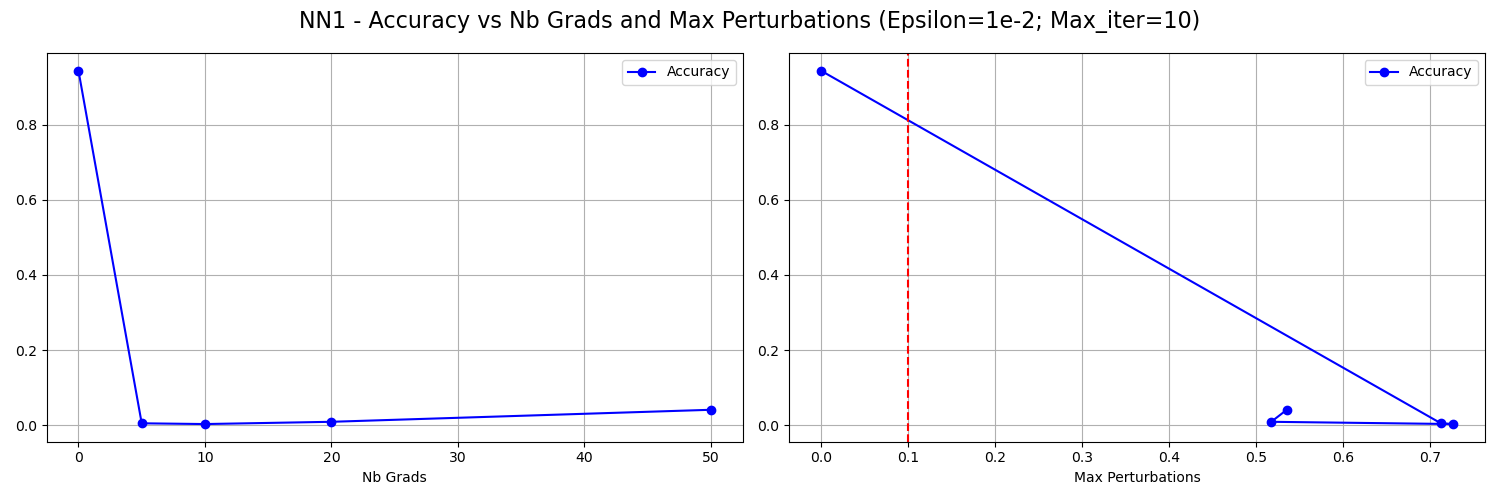 NN1 - Accuracy vs Nb Grads and Max Perturbations (Epsilon=1e-2; Max_iter=10)
Accuracy
0.8
0.6
0.4
0.2
0.0
0 10 20 30 40 50
Nb Grads
Accuracy
0.8
0.6
0.4
0.2
0.0
0.0 0.1 0.2 0.3 0.4 0.5 0.6 0.7
Max Perturbations